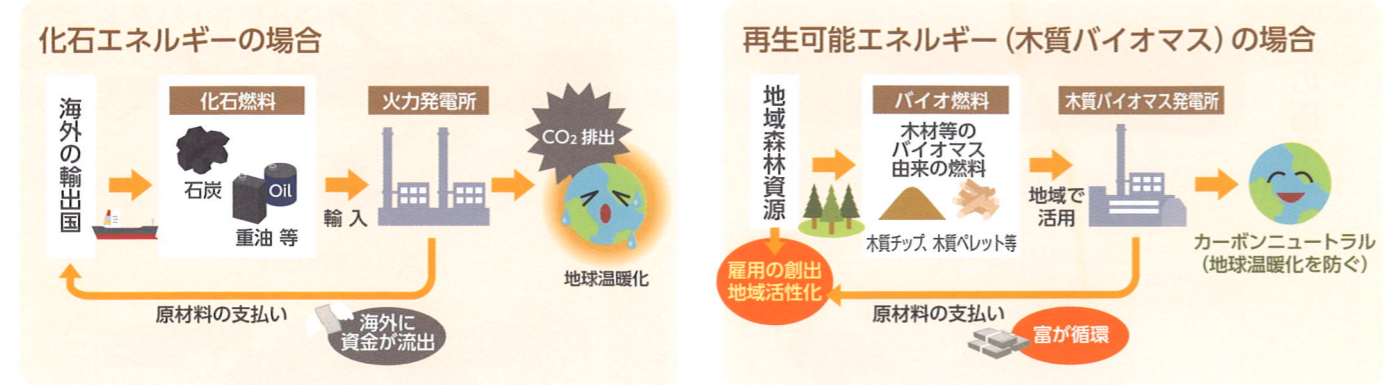 化石エネルギーの場合
海外の輸出国
化石燃料
石炭
Oil
重油 等
輸 入
火力発電所
CO₂ 排出
地球温暖化
原材料の支払い
海外に
資金が流出
再生可能エネルギー（木質バイオマス）の場合
地域森林資源
バイオ燃料
木材等の
バイオマス
由来の燃料
木質チップ、木質ペレット等
地域で
活用
木質バイオマス発電所
カーボンニュートラル
（地球温暖化を防ぐ）
雇用の創出
地域活性化
原材料の支払い
富が循環